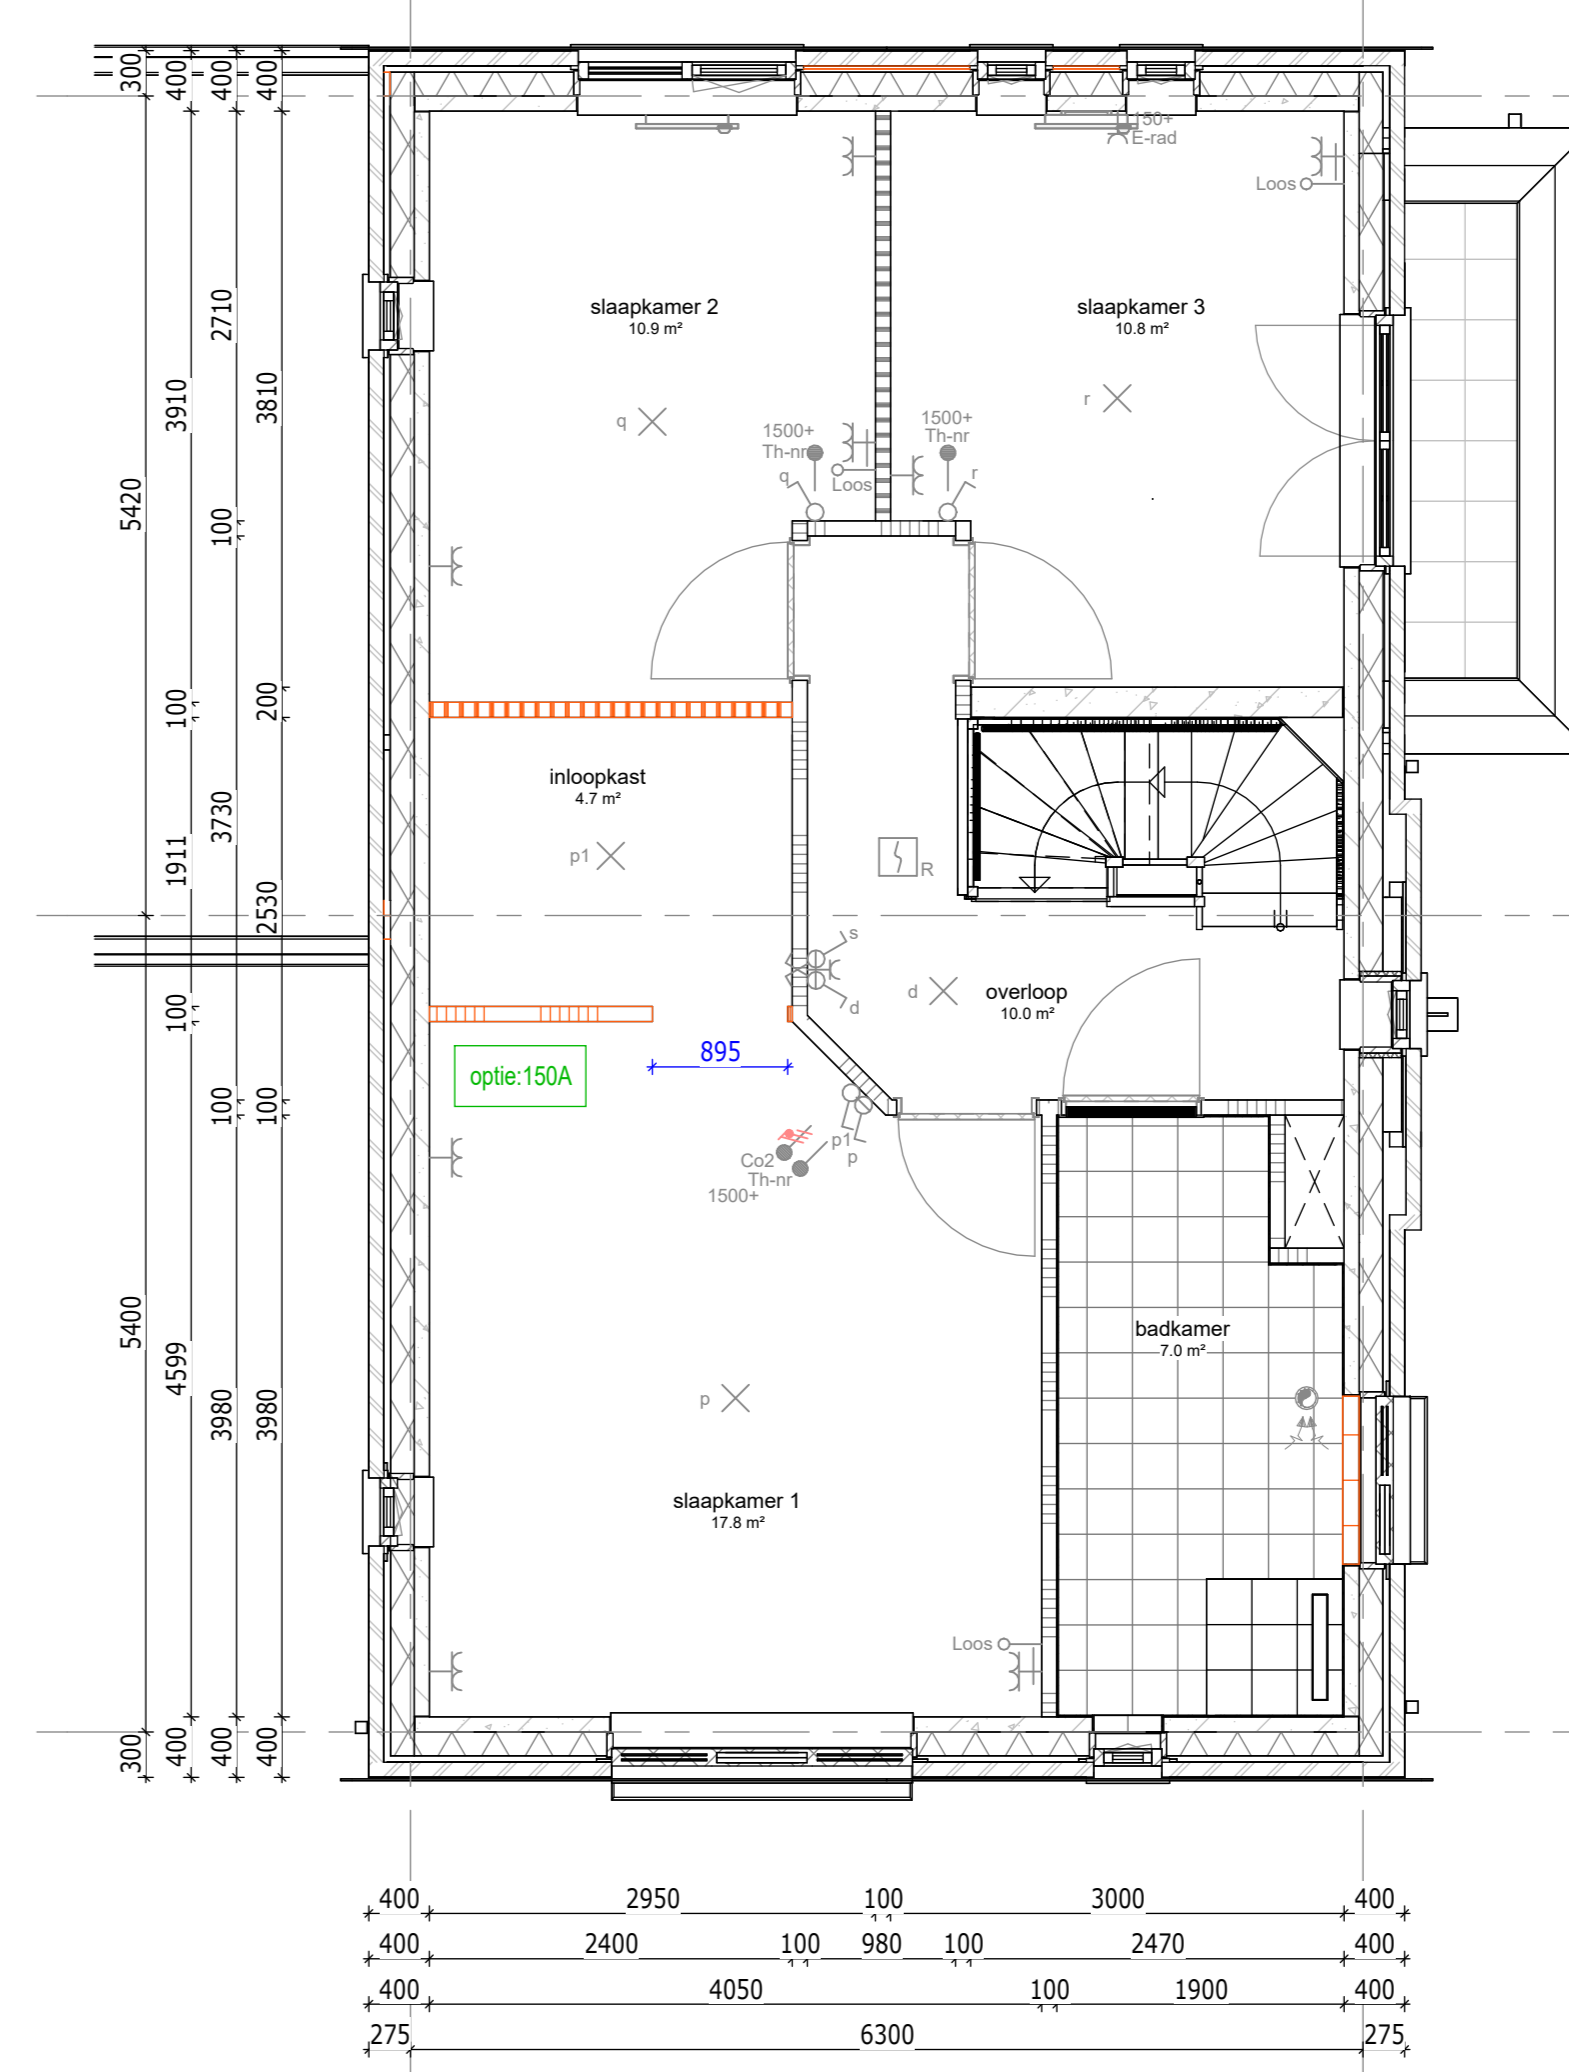 300
400
400
400
150+
E-rad
Loos
slaapkamer 2
10.9 m²
slaapkamer 3
10.8 m²
2710
3910
3810
q
r
1500+
Th-nr
1500+
Th-nr
q
Loos
r
5420
100
100
200
inloopkast
4.7 m²
p1
R
3730
1911
2530
s
d
d
overloop
10.0 m²
100
895
optie:150A
100
100
Co2
Th-nr
1500+
p1
p
5400
4599
3980
3980
badkamer
7.0 m²
p
slaapkamer 1
17.8 m²
Loos
300
400
400
400
400 2950 100 3000 400
400 2400 100 980 100 2470 400
400 4050 100 1900 400
275 6300 275